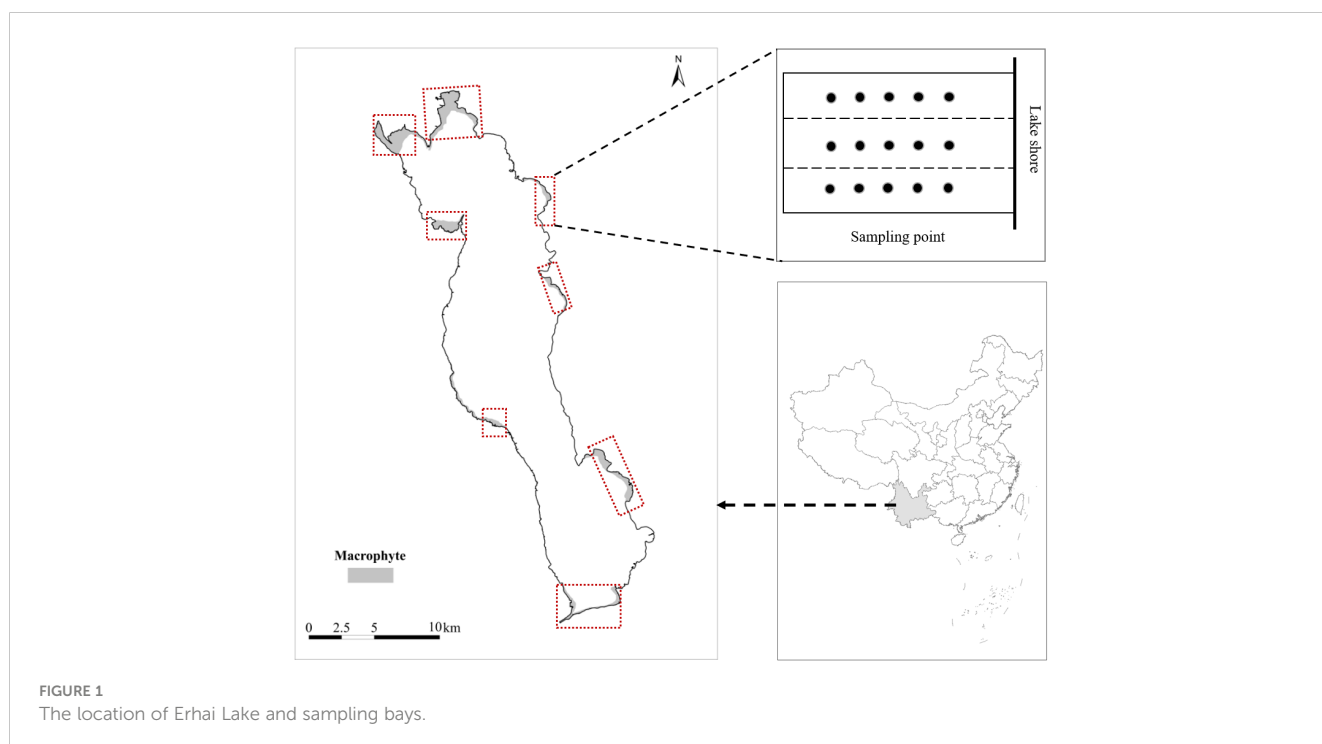 N
Macrophyte
0 2.5 5 10km
Lake shore
Sampling point
FIGURE 1
The location of Erhai Lake and sampling bays.